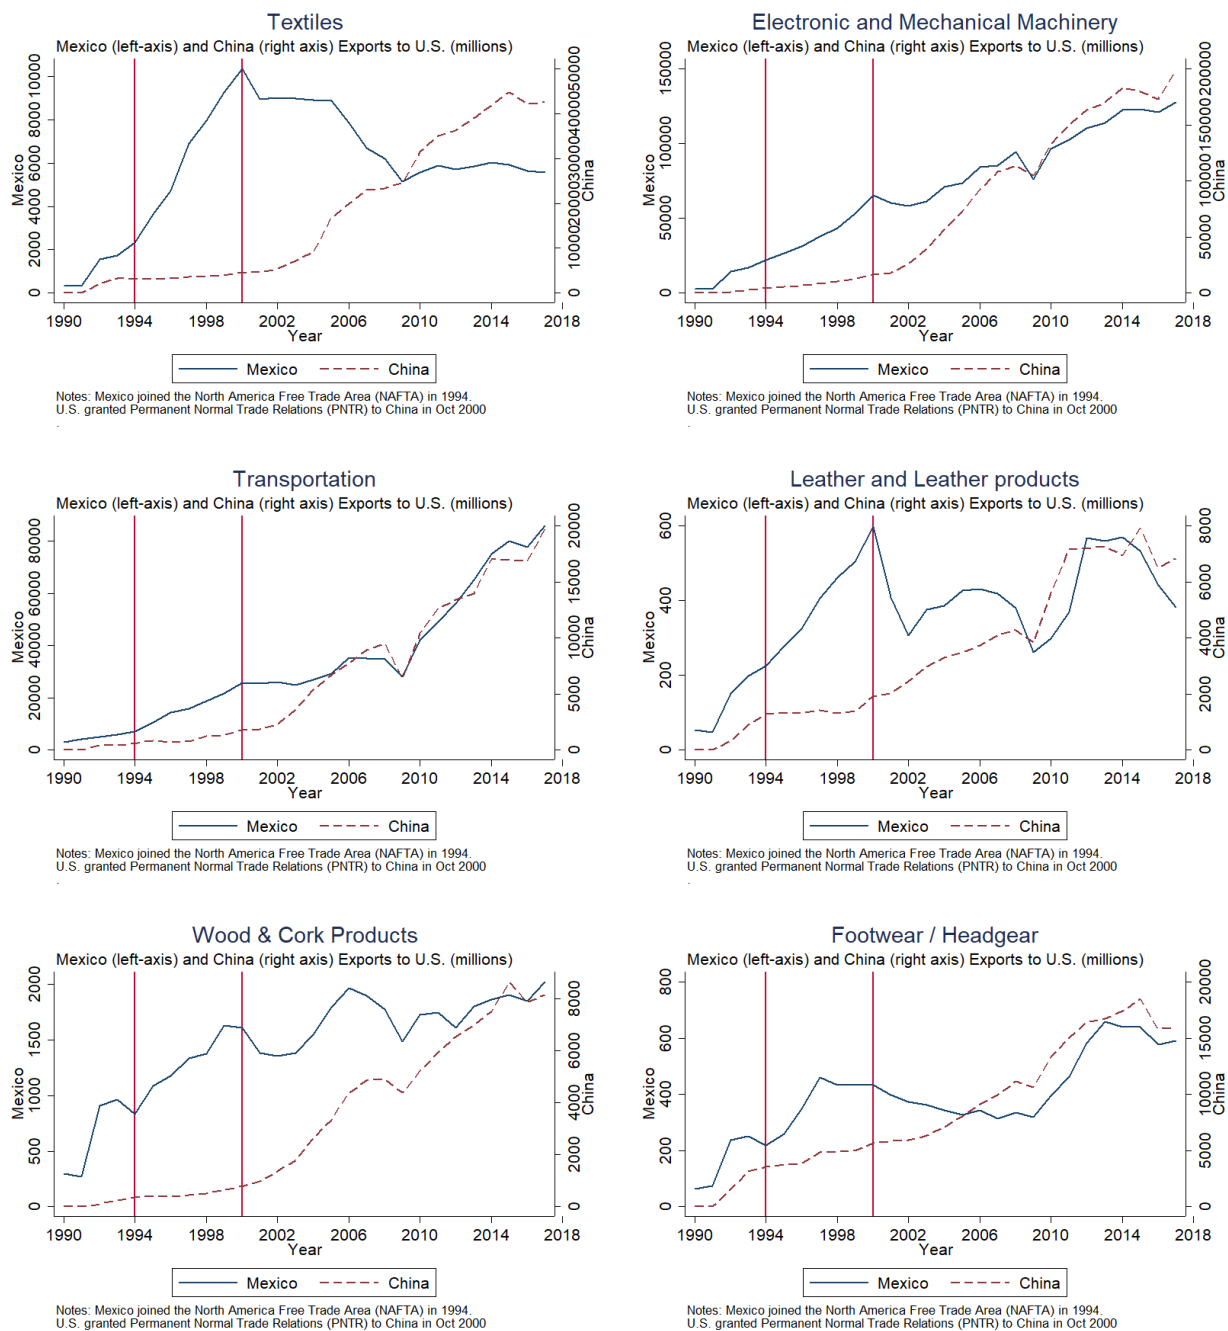 Textiles
Mexico (left-axis) and China (right axis) Exports to U.S. (millions)
Mexico
0 2000 4000 6000 8000 10000
China
0 10000 20000 30000 40000 50000
1990 1994 1998 2002 2006 2010 2014 2018
Year
Mexico China
Notes: Mexico joined the North America Free Trade Area (NAFTA) in 1994.
U.S. granted Permanent Normal Trade Relations (PNTR) to China in Oct 2000
.
Electronic and Mechanical Machinery
Mexico (left-axis) and China (right axis) Exports to U.S. (millions)
Mexico
0 50000 100000 150000
China
0 50000 100000 150000 200000
1990 1994 1998 2002 2006 2010 2014 2018
Year
Mexico China
Notes: Mexico joined the North America Free Trade Area (NAFTA) in 1994.
U.S. granted Permanent Normal Trade Relations (PNTR) to China in Oct 2000
.
Transportation
Mexico (left-axis) and China (right axis) Exports to U.S. (millions)
Mexico
0 20000 40000 60000 80000
China
0 5000 10000 15000 20000
1990 1994 1998 2002 2006 2010 2014 2018
Year
Mexico China
Notes: Mexico joined the North America Free Trade Area (NAFTA) in 1994.
U.S. granted Permanent Normal Trade Relations (PNTR) to China in Oct 2000
.
Leather and Leather products
Mexico (left-axis) and China (right axis) Exports to U.S. (millions)
Mexico
0 200 400 600
China
0 2000 4000 6000 8000
1990 1994 1998 2002 2006 2010 2014 2018
Year
Mexico China
Notes: Mexico joined the North America Free Trade Area (NAFTA) in 1994.
U.S. granted Permanent Normal Trade Relations (PNTR) to China in Oct 2000
.
Wood & Cork Products
Mexico (left-axis) and China (right axis) Exports to U.S. (millions)
Mexico
0 500 1000 1500 2000
China
0 2000 4000 6000 8000
1990 1994 1998 2002 2006 2010 2014 2018
Year
Mexico China
Notes: Mexico joined the North America Free Trade Area (NAFTA) in 1994.
U.S. granted Permanent Normal Trade Relations (PNTR) to China in Oct 2000
Footwear / Headgear
Mexico (left-axis) and China (right axis) Exports to U.S. (millions)
Mexico
0 200 400 600 800
China
0 5000 10000 15000 20000
1990 1994 1998 2002 2006 2010 2014 2018
Year
Mexico China
Notes: Mexico joined the North America Free Trade Area (NAFTA) in 1994.
U.S. granted Permanent Normal Trade Relations (PNTR) to China in Oct 2000